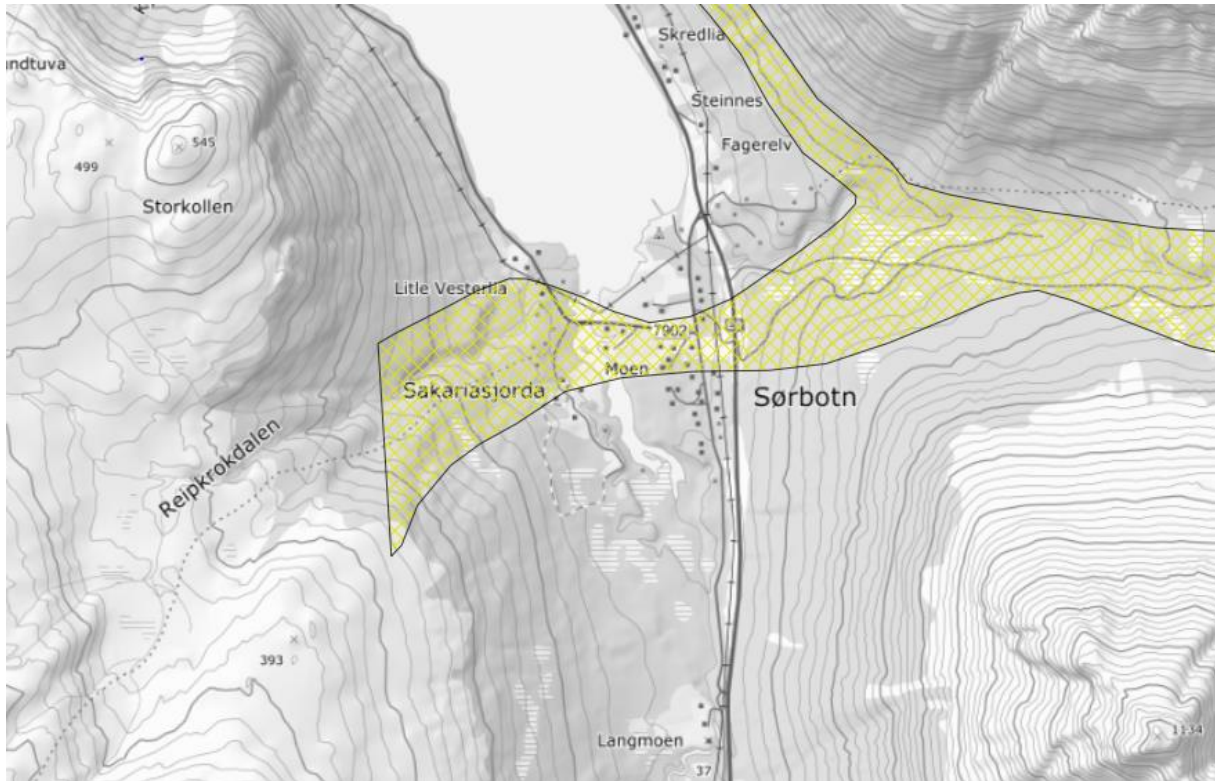 ndtuva
545
499
Storkollen
Skredlia
Steinnes
Fagerelv
Litle Vesterlia
7902
Moen
Sakariasjorda
Sørbotn
Reipkrokdalen
393
Langmoen
37
1134